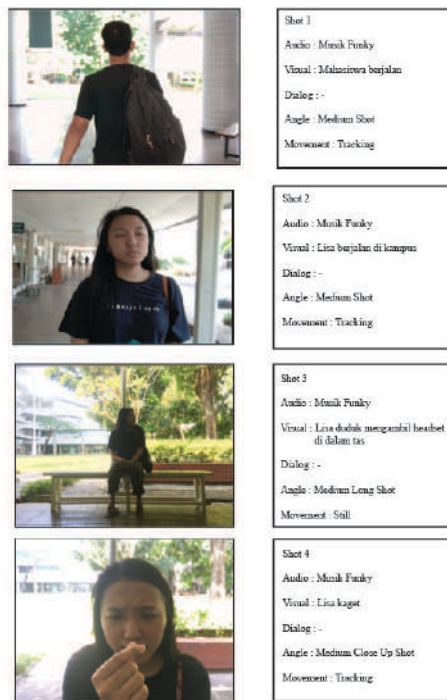 Shot 1
Audio : Musik Funky
Visual : Mahasiswa berjalan
Dialog : -
Angle : Medium Shot
Movement : Tracking
Shot 2
Audio : Musik Funky
Visual : Lisa berjalan di kampus
Dialog : -
Angle : Medium Shot
Movement : Tracking
Shot 3
Audio : Musik Funky
Visual : Lisa duduk mengambil headset
di dalam tas
Dialog : -
Angle : Medium Long Shot
Movement : Still
Shot 4
Audio : Musik Funky
Visual : Lisa kaget
Dialog : -
Angle : Medium Close Up Shot
Movement : Tracking